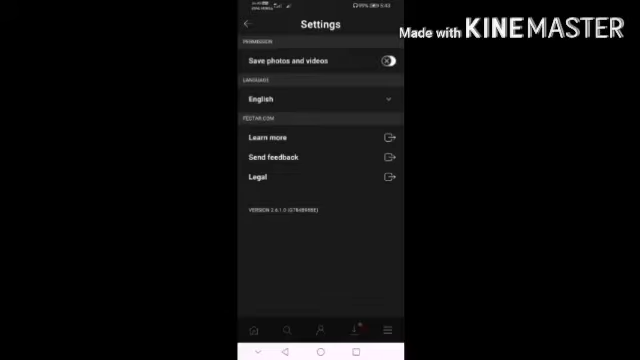 Settings
Made with KINEMASTER
PERMISSION
Save photos and videos
LANGUAGE
English
Learn more
Send feedback
Legal